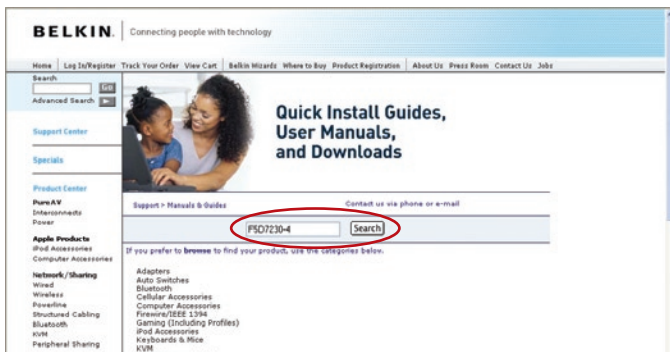 BELKIN. Connecting people with technology
Home Log In/Register Track Your Order View Cart Belkin Wizards Where to Buy Product Registration About Us Press Room Contact Us Jobs
Search
Go
Advanced Search
Support Center
Specials
Product Center
PureAV
Interconnects
Power
Apple Products
iPod Accessories
Computer Accessories
Network/Sharing
Wired
Wireless
Powerline
Structured Cabling
Bluetooth
KVM
Peripheral Sharing
Quick Install Guides,
User Manuals,
and Downloads
Support > Manuals & Guides
Contact us via phone or e-mail
F5D7230-4 Search
If you prefer to browse to find your product, use the categories below.
Adapters
Auto Switches
Bluetooth
Cellular Accessories
Computer Accessories
Firewire/IEEE 1394
Gaming (Including Profiles)
iPod Accessories
Keyboards & Mice
KVM